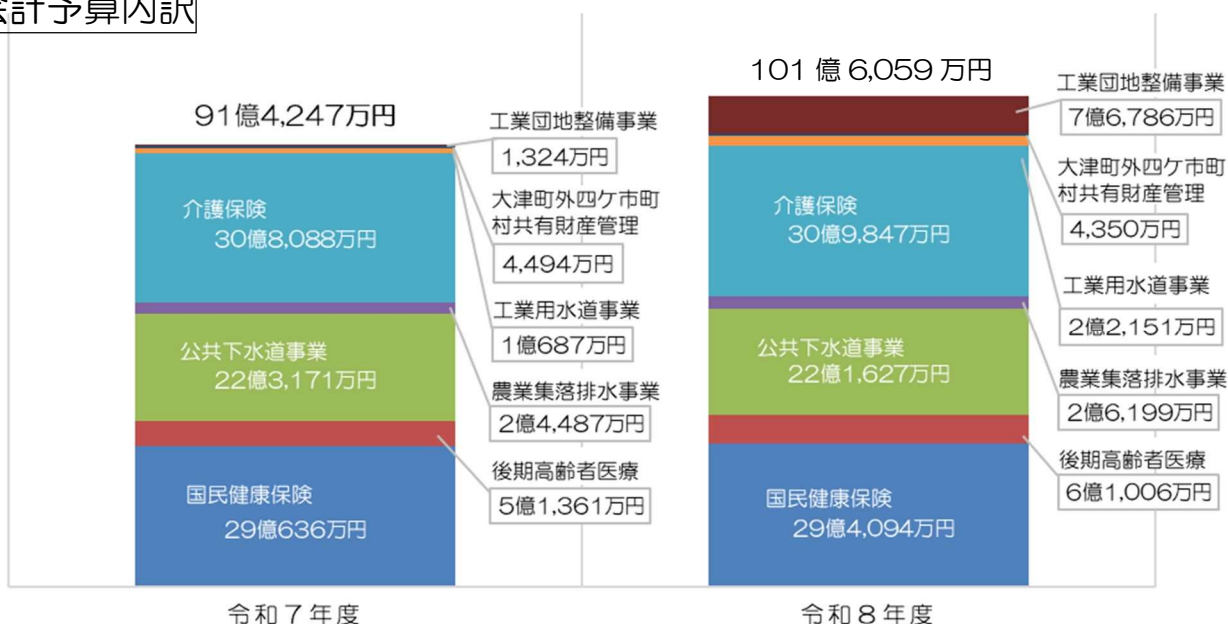 会計予算内訳
91億4,247万円
工業団地整備事業
1,324万円
大津町外四ケ市町
村共有財産管理
4,494万円
介護保険
30億8,088万円
工業用水道事業
1億687万円
公共下水道事業
22億3,171万円
農業集落排水事業
2億4,487万円
後期高齢者医療
5億1,361万円
国民健康保険
29億636万円
令和7年度
101億6,059万円
工業団地整備事業
7億6,786万円
大津町外四ケ市町
村共有財産管理
4,350万円
介護保険
30億9,847万円
工業用水道事業
2億2,151万円
公共下水道事業
22億1,627万円
農業集落排水事業
2億6,199万円
後期高齢者医療
6億1,006万円
国民健康保険
29億4,094万円
令和8年度